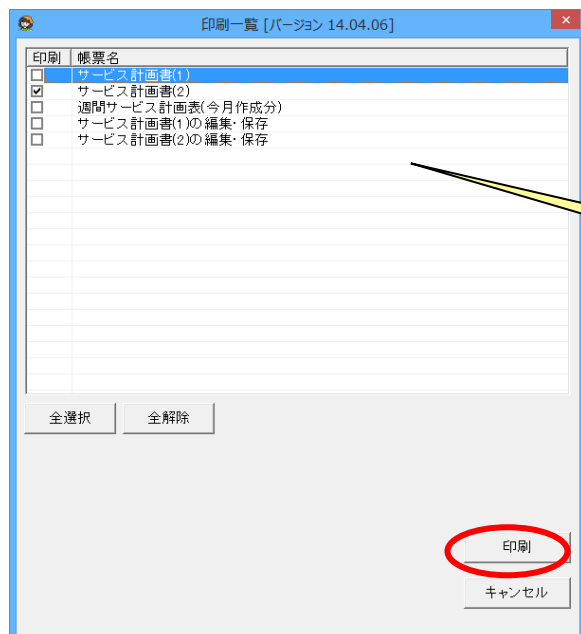 印刷一覧 [バージョン 14.04.06]
印刷 帳票名
サービス計画書(1)
サービス計画書(2)
週間サービス計画表(今月作成分)
サービス計画書(1)の編集・保存
サービス計画書(2)の編集・保存
全選択 全解除
印刷
キャンセル